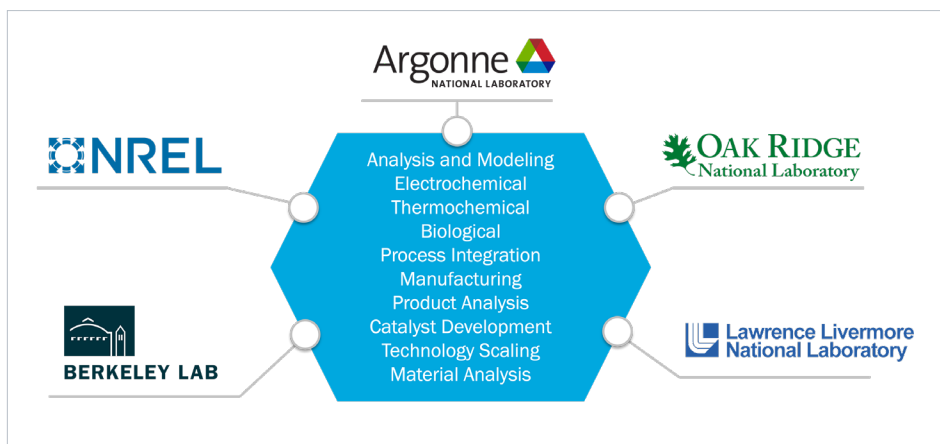 Argonne
NATIONAL LABORATORY
NREL
OAK RIDGE
National Laboratory
Analysis and Modeling
Electrochemical
Thermochemical
Biological
Process Integration
Manufacturing
Product Analysis
Catalyst Development
Technology Scaling
Material Analysis
BERKELEY LAB
Lawrence Livermore
National Laboratory